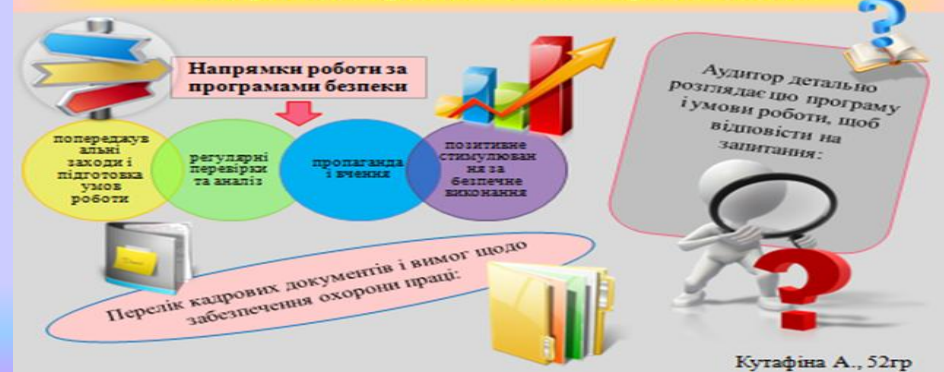 Напрямки роботи за
програмами безпеки
попереджув
альні
заходи і
підготовка
умов
роботи
регулярні
перевірки
та аналіз
пропаганда
і вчення
позитивне
стимулюван
ня за
безпечне
виконання
Аудитор детально
розглядає цю програму
і умови роботи, щоб
відповісти на
запитання:
Перелік кадрових документів і вимог щодо
забезпечення охорони праці:
Кутафіна А., 52гр